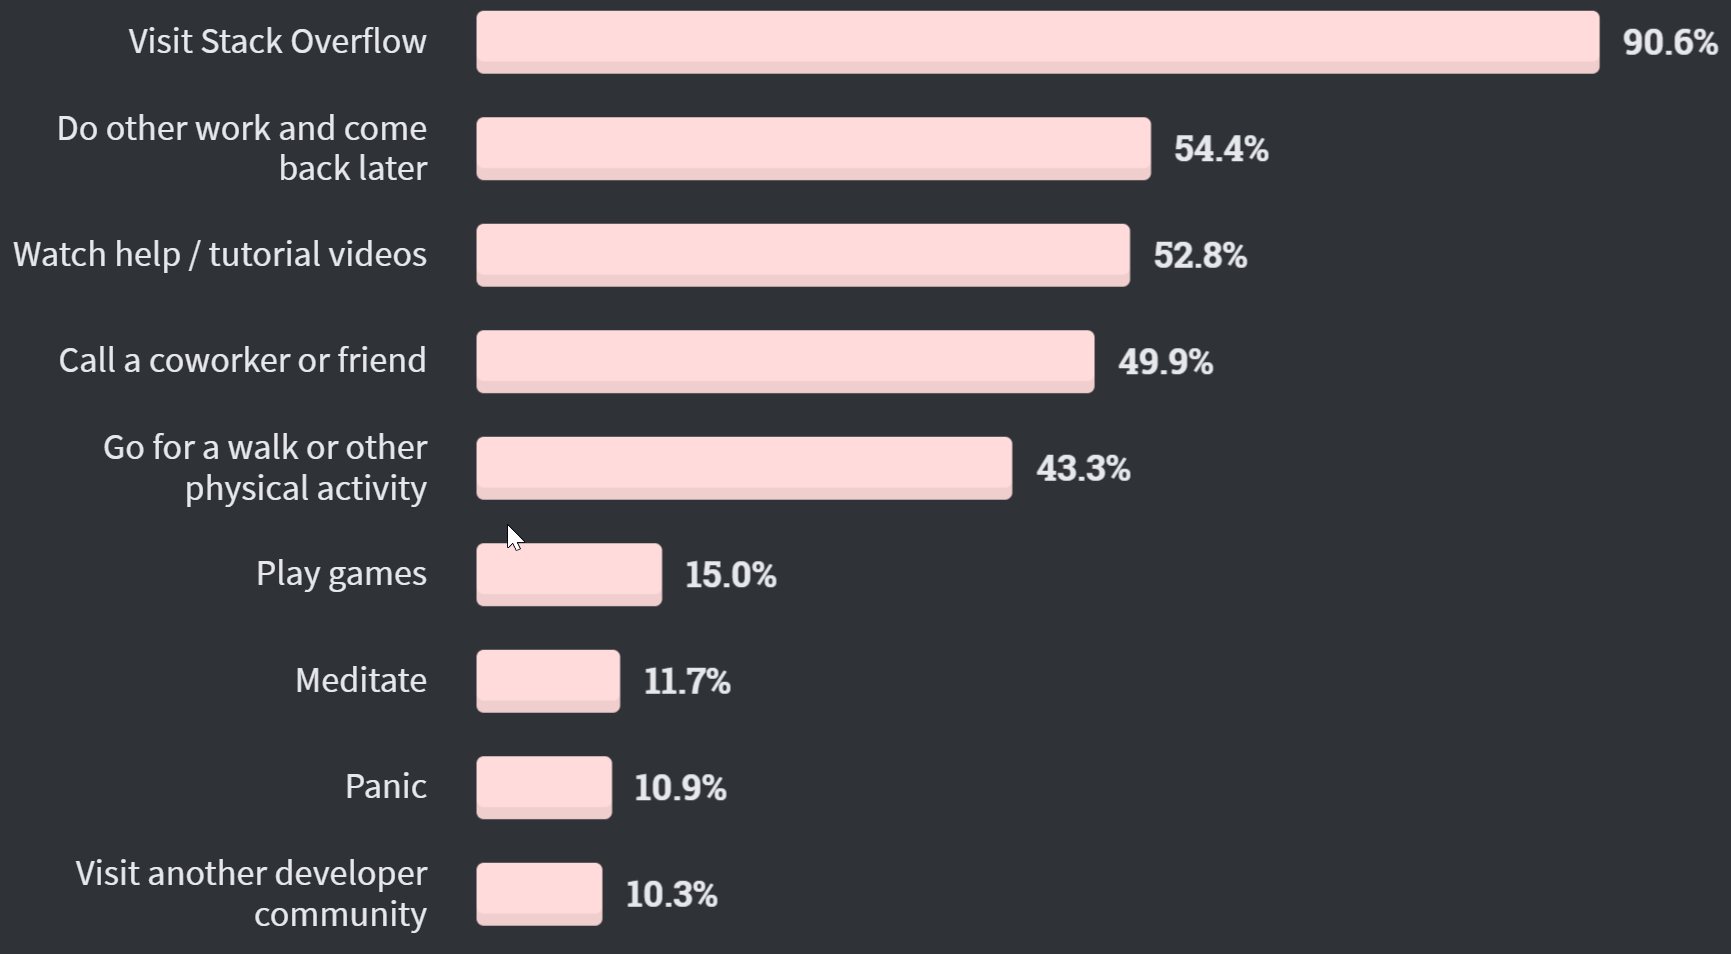 Visit Stack Overflow 90.6%
Do other work and come
back later 54.4%
Watch help / tutorial videos 52.8%
Call a coworker or friend 49.9%
Go for a walk or other
physical activity 43.3%
Play games 15.0%
Meditate 11.7%
Panic 10.9%
Visit another developer
community 10.3%